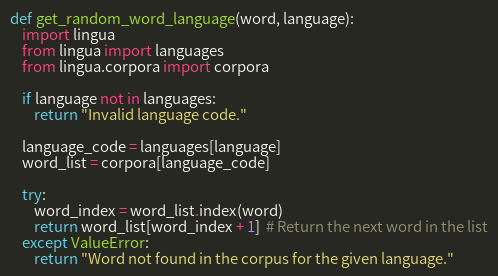 def get_random_word_language(word, language):
    import lingua
    from lingua import languages
    from lingua.corpora import corpora

    if language not in languages:
        return "Invalid language code."

    language_code = languages[language]
    word_list = corpora[language_code]

    try:
        word_index = word_list.index(word)
        return word_list[word_index + 1]  # Return the next word in the list
    except ValueError:
        return "Word not found in the corpus for the given language."